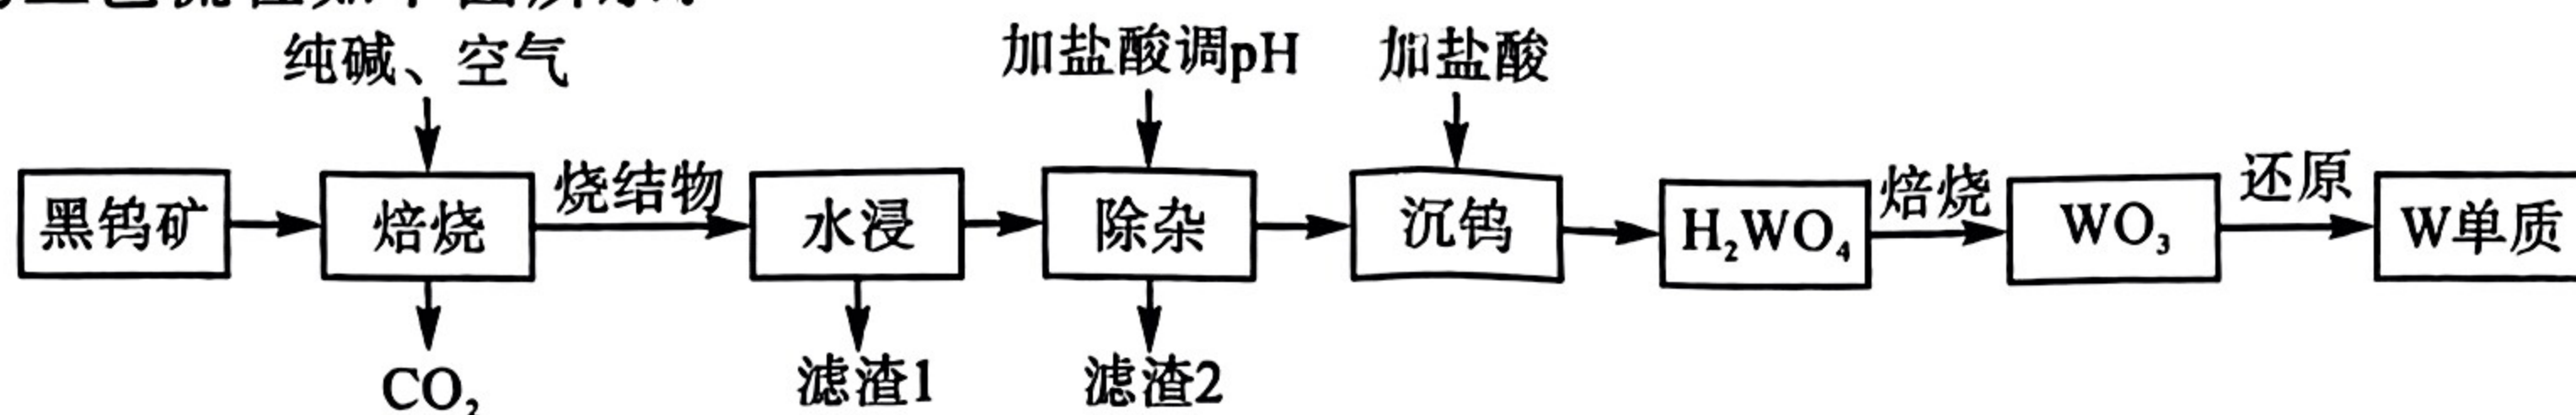 纯碱、空气
加盐酸调pH
加盐酸
黑钨矿
焙烧
烧结物
水浸
除杂
沉钨
H₂WO₄
焙烧
WO₃
还原
W单质
CO₂
滤渣1
滤渣2